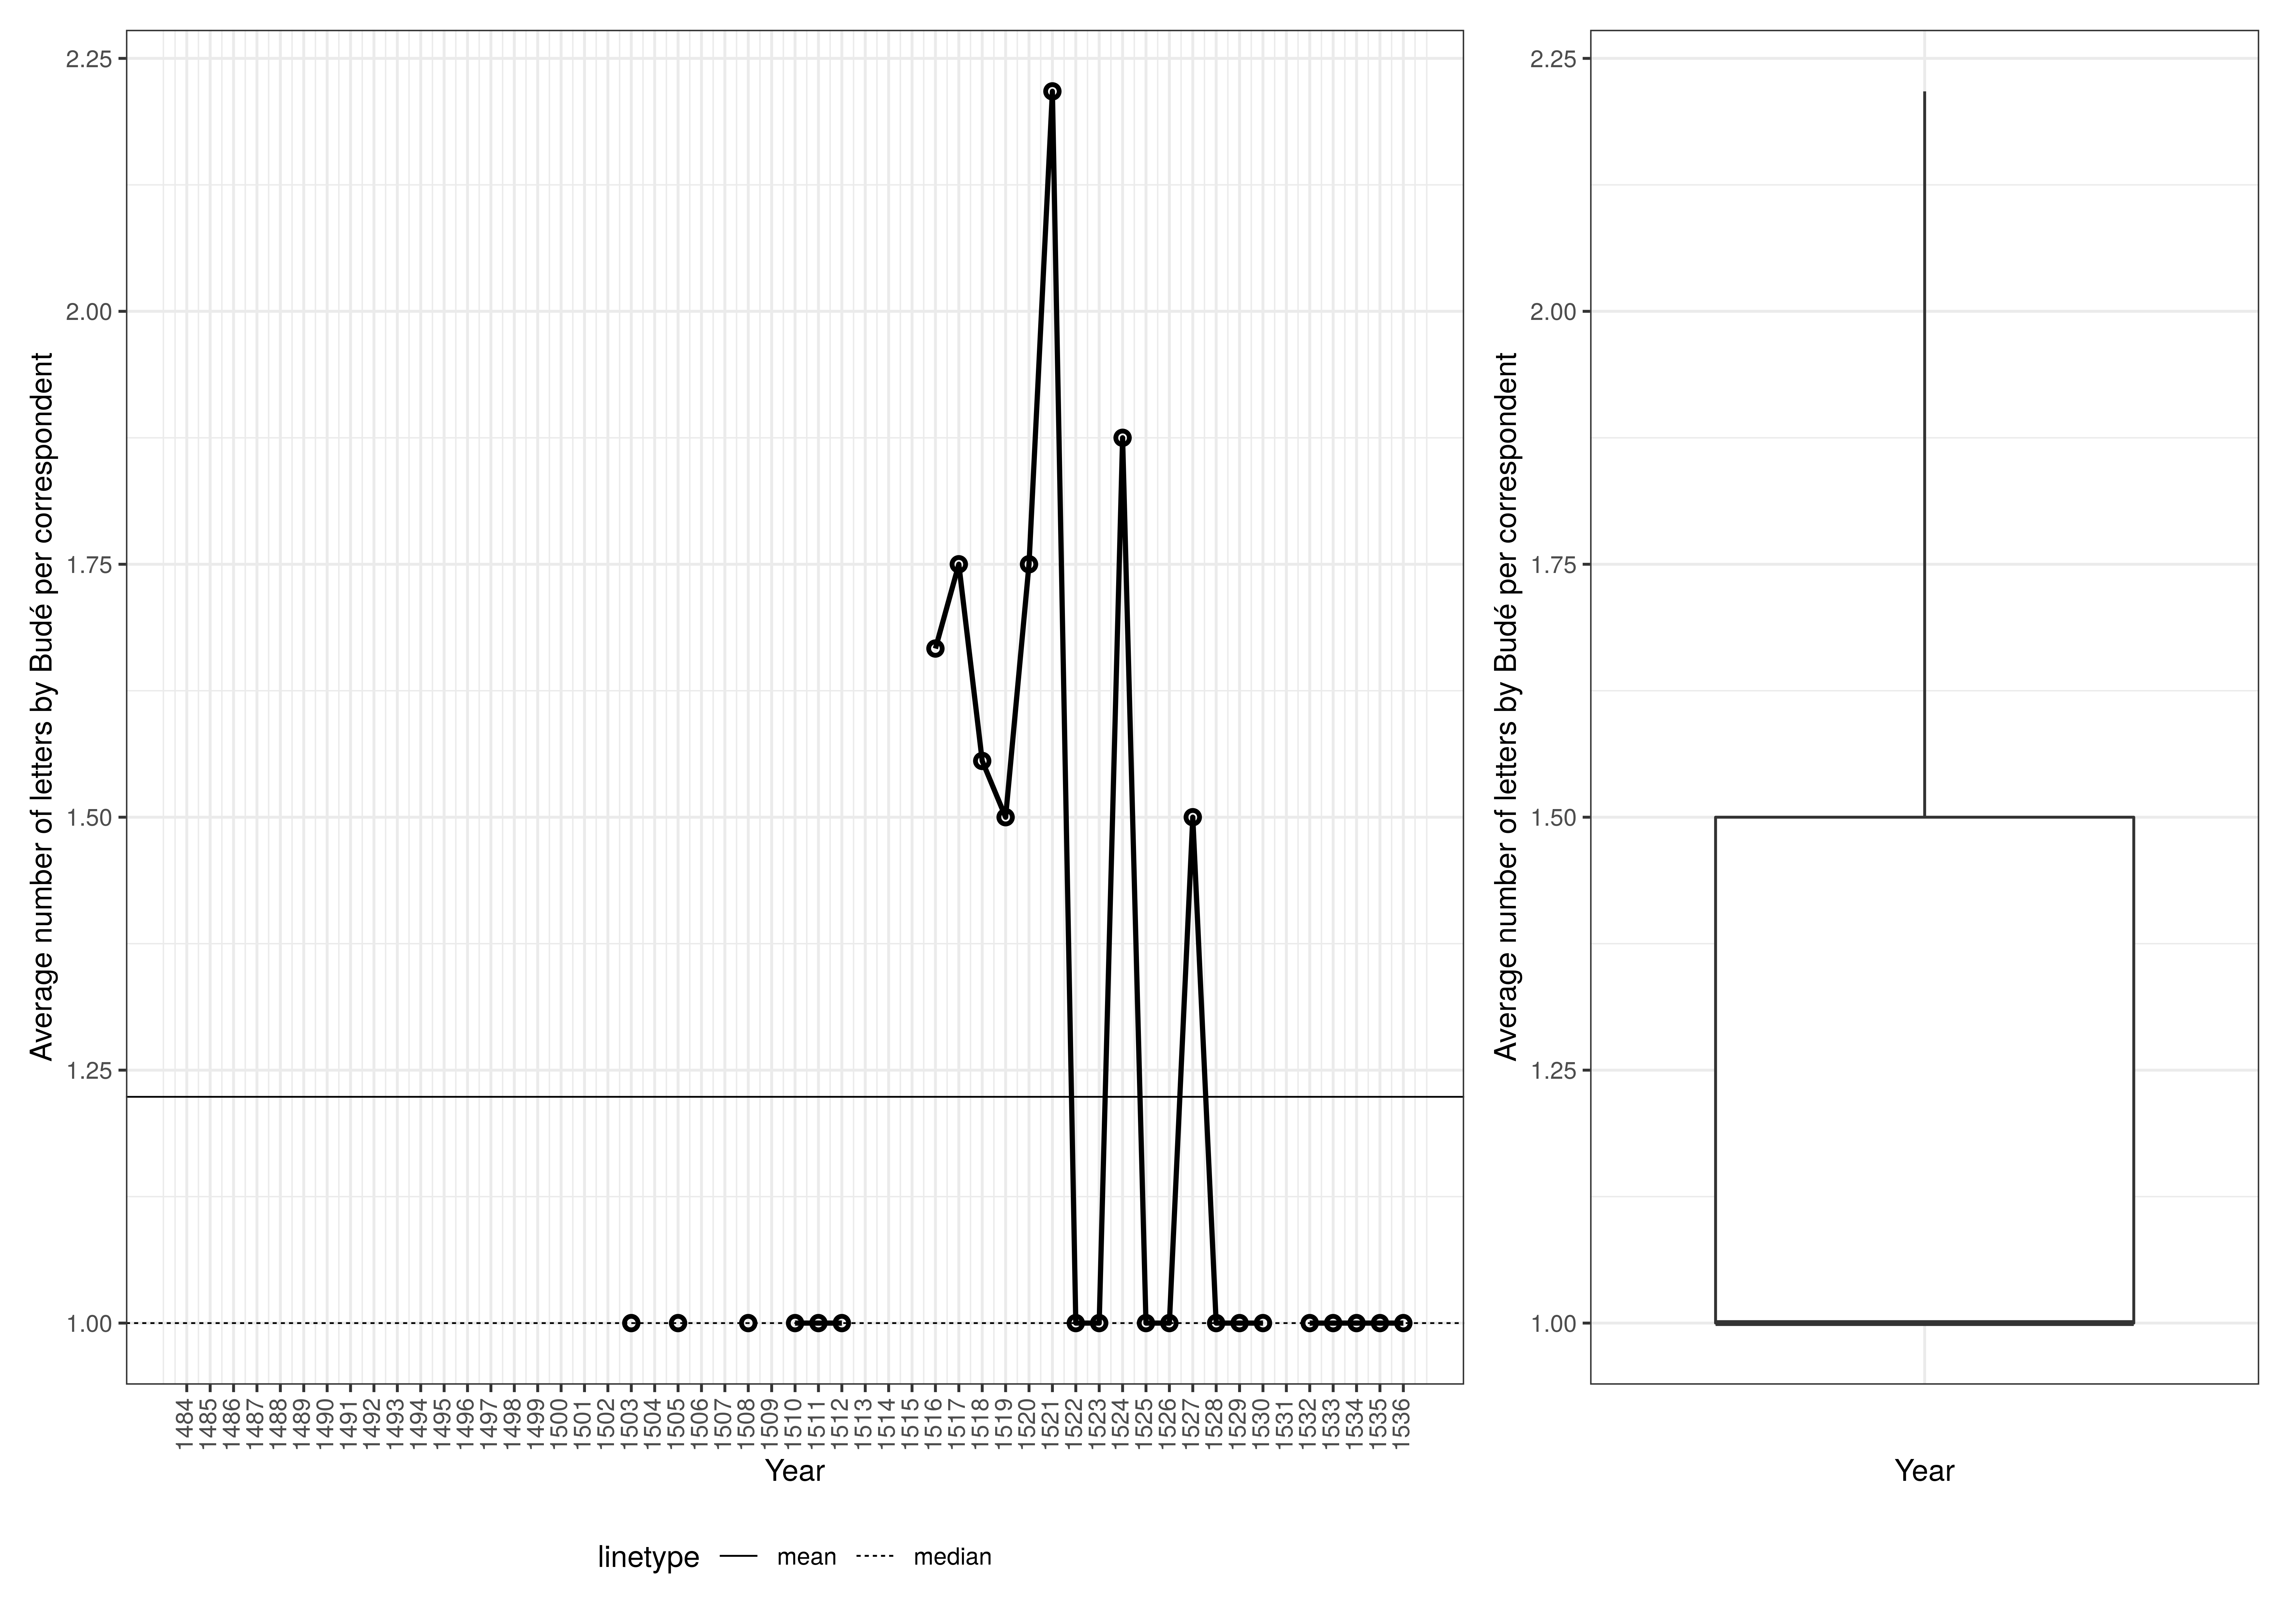 Average number of letters by Budé per correspondent
2.25
2.00
1.75
1.50
1.25
1.00
1484 1485 1486 1487 1488 1489 1490 1491 1492 1493 1494 1495 1496 1497 1498 1499 1500 1501 1502 1503 1504 1505 1506 1507 1508 1509 1510 1511 1512 1513 1514 1515 1516 1517 1518 1519 1520 1521 1522 1523 1524 1525 1526 1527 1528 1529 1530 1531 1532 1533 1534 1535 1536
Year
linetype mean median
Average number of letters by Budé per correspondent
2.25
2.00
1.75
1.50
1.25
1.00
Year